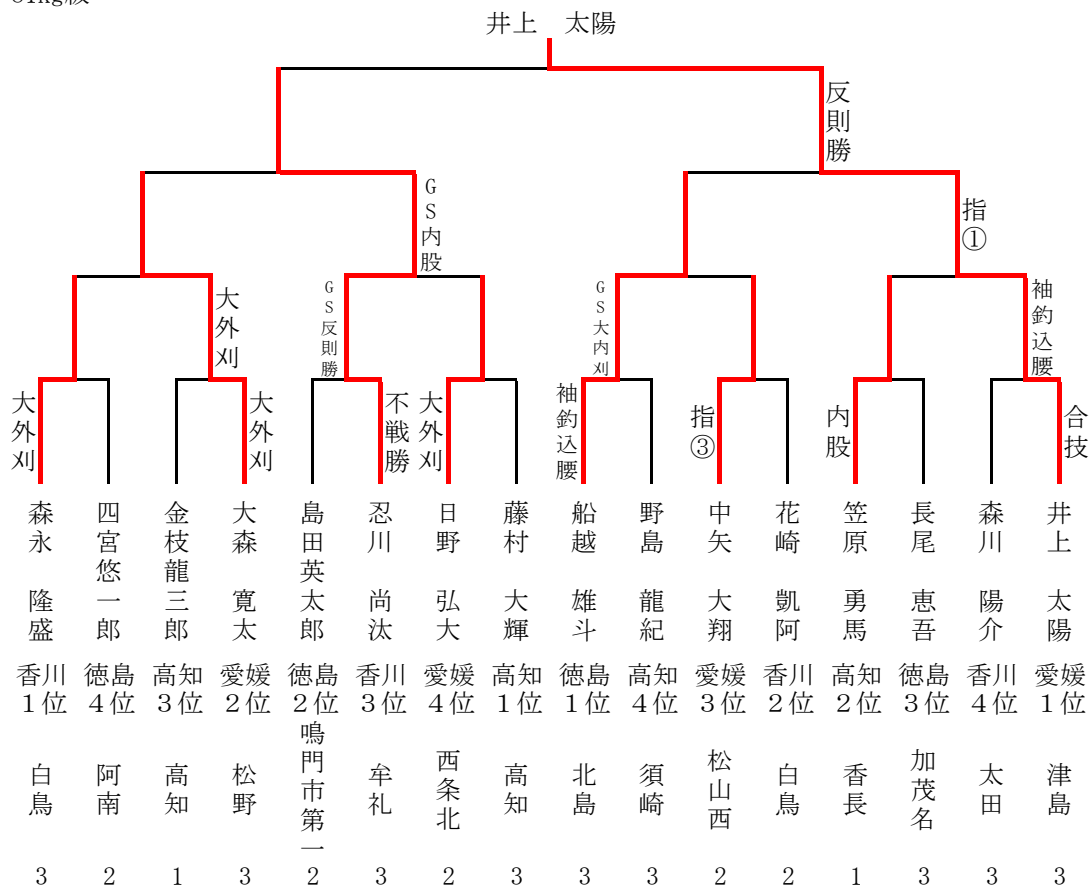 井上　太陽
反則勝
GS内股
指①
大外刈
GS反則勝
GS大内刈
袖釣込腰
大外刈
大外刈
不戦勝
大外刈
袖釣込腰
指③
内股
合技
森永　隆盛
四宮悠一郎
金枝龍三郎
大森　寛太
島田英太郎
忍川　尚汰
日野　弘大
藤村　大輝
船越　雄斗
野島　龍紀
中矢　大翔
花崎　凱阿
笠原　勇馬
長尾　恵吾
森川　陽介
井上　太陽
香川 徳島 高知 愛媛 徳島 香川 愛媛 高知 徳島 高知 愛媛 香川 高知 徳島 香川 愛媛
１位 ４位 ３位 ２位 ２位 ３位 ４位 １位 １位 ４位 ３位 ２位 ２位 ３位 ４位 １位
白鳥
阿南
高知
松野
鳴門市第一
牟礼
西条北
高知
北島
須崎
松山西
白鳥
香長
加茂名
太田
津島
3 2 1 3 2 3 2 3 3 3 2 2 1 3 3 3